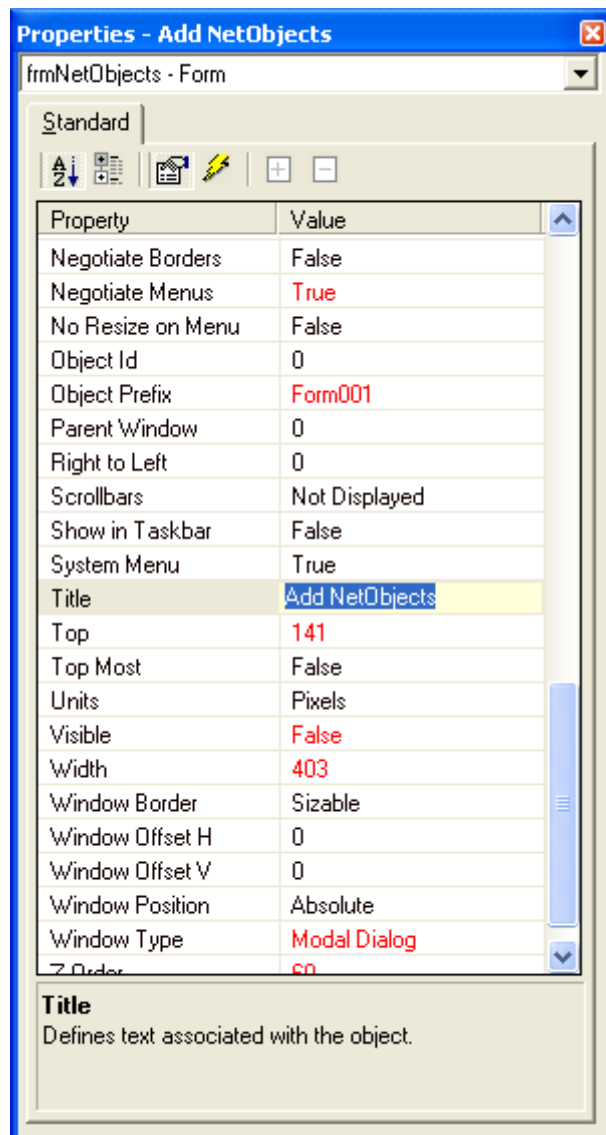 Properties - Add NetObjects
frmNetObjects - Form
Standard
Property Value
Negotiate Borders False
Negotiate Menus True
No Resize on Menu False
Object Id 0
Object Prefix Form001
Parent Window 0
Right to Left 0
Scrollbars Not Displayed
Show in Taskbar False
System Menu True
Title Add NetObjects
Top 141
Top Most False
Units Pixels
Visible False
Width 403
Window Border Sizable
Window Offset H 0
Window Offset V 0
Window Position Absolute
Window Type Modal Dialog
Z Order
Title
Defines text associated with the object.